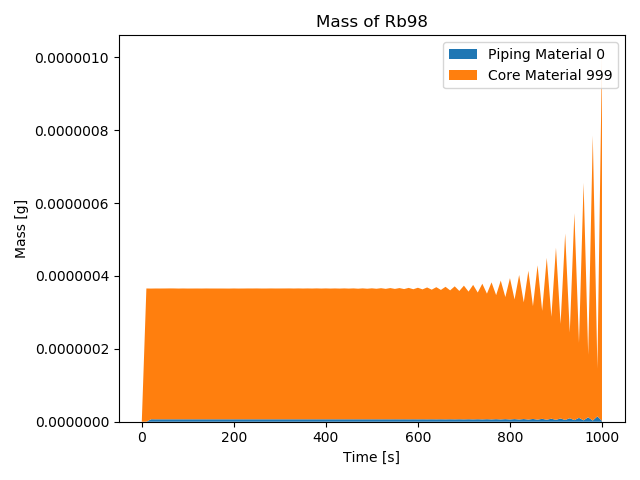 Mass of Rb98
Piping Material 0
Core Material 999
Mass [g]
0.0000010
0.0000008
0.0000006
0.0000004
0.0000002
0.0000000
0 200 400 600 800 1000
Time [s]